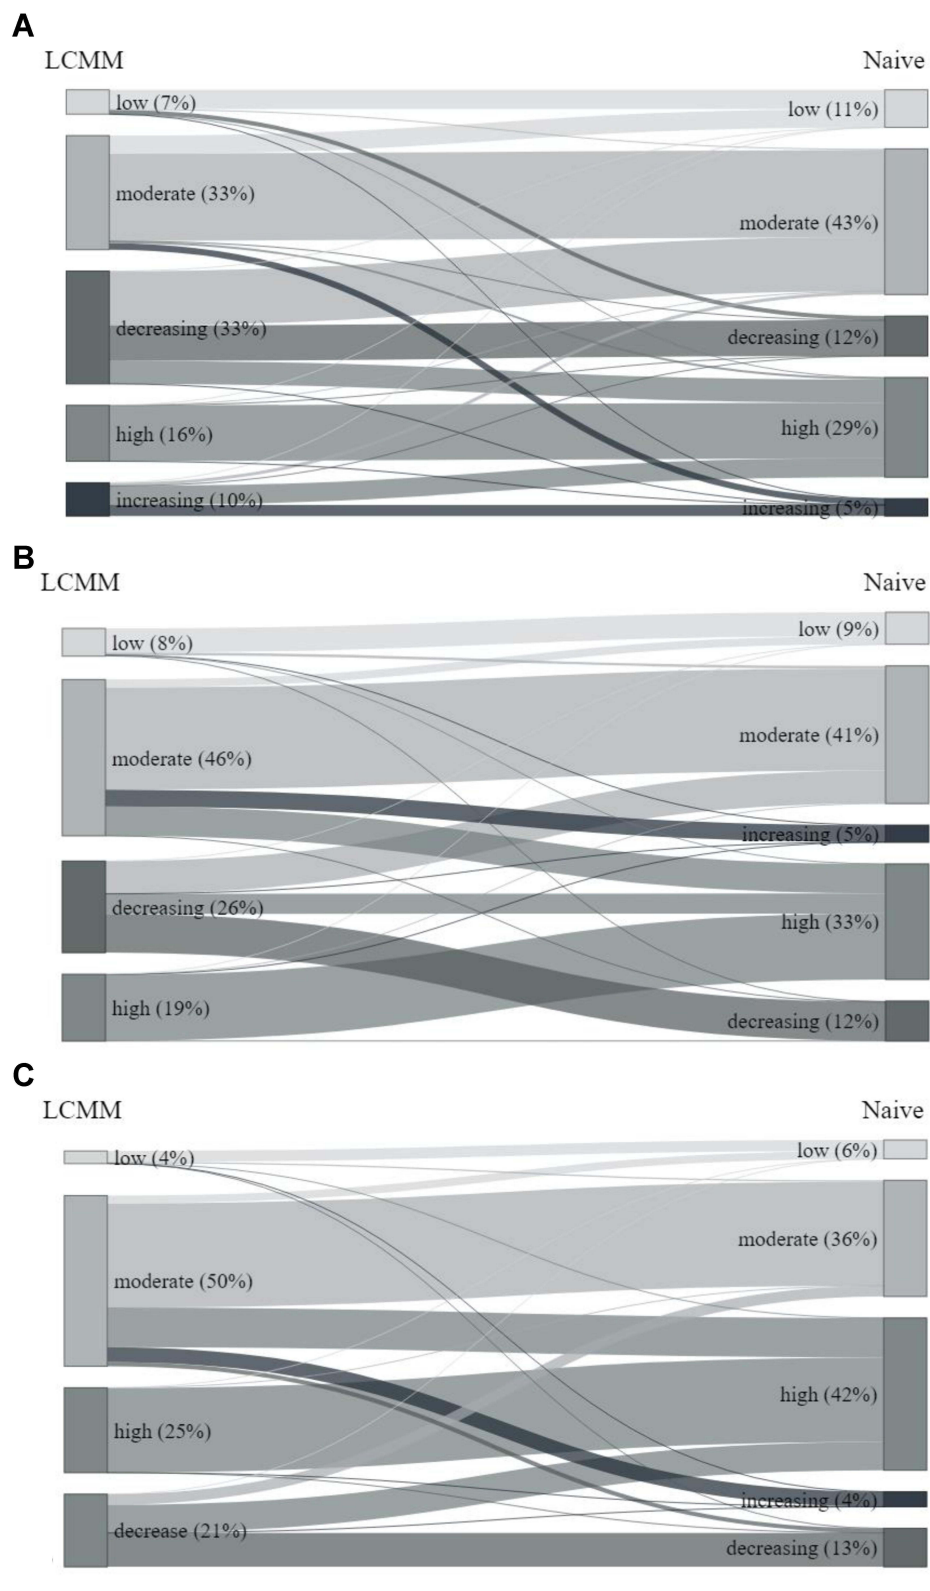 A
LCMM Naive
low (7%)
low (11%)
moderate (33%)
moderate (43%)
decreasing (33%)
decreasing (12%)
high (16%)
high (29%)
increasing (10%)
increasing (5%)
B
LCMM Naive
low (8%)
low (9%)
moderate (46%)
moderate (41%)
increasing (5%)
decreasing (26%)
high (33%)
high (19%)
decreasing (12%)
C
LCMM Naive
low (4%)
low (6%)
moderate (50%)
moderate (36%)
high (25%)
high (42%)
increasing (4%)
decrease (21%)
decreasing (13%)